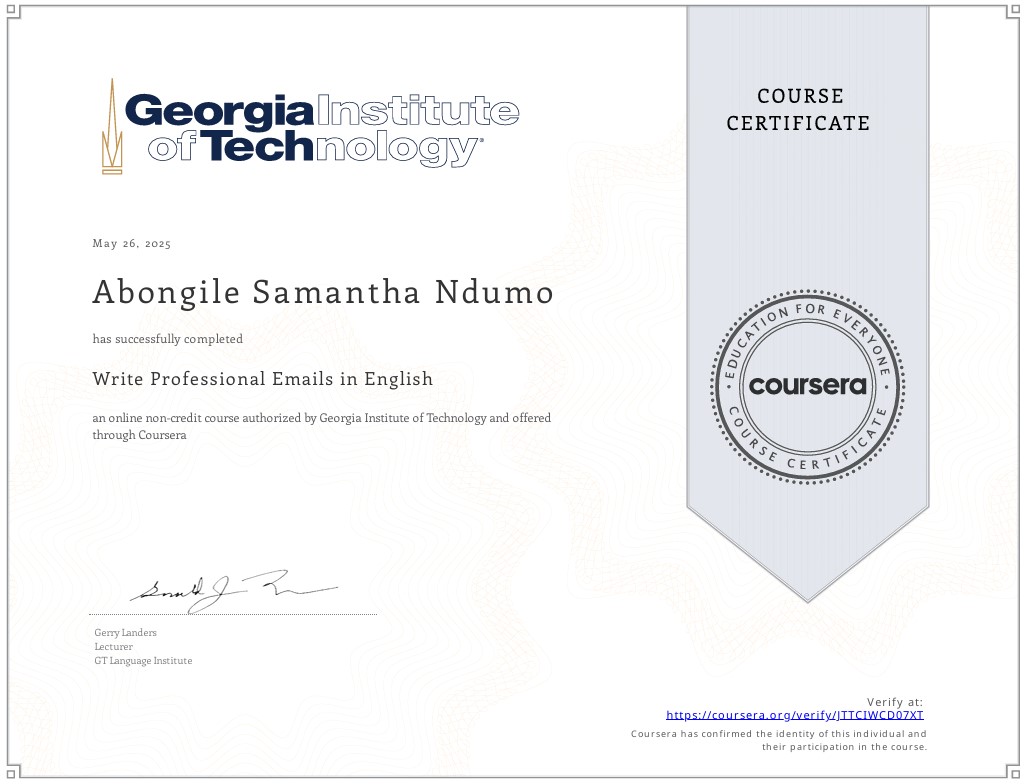 Georgia Institute
of Technology
COURSE
CERTIFICATE
May 26, 2025
Abongile Samantha Ndumo
has successfully completed
Write Professional Emails in English
an online non-credit course authorized by Georgia Institute of Technology and offered
through Coursera
EDUCATION FOR EVERYONE
coursera
COURSE CERTIFICATE
Gerry Landers
Lecturer
GT Language Institute
Verify at:
https://coursera.org/verify/JTTCIWCD07XT
Coursera has confirmed the identity of this individual and
their participation in the course.